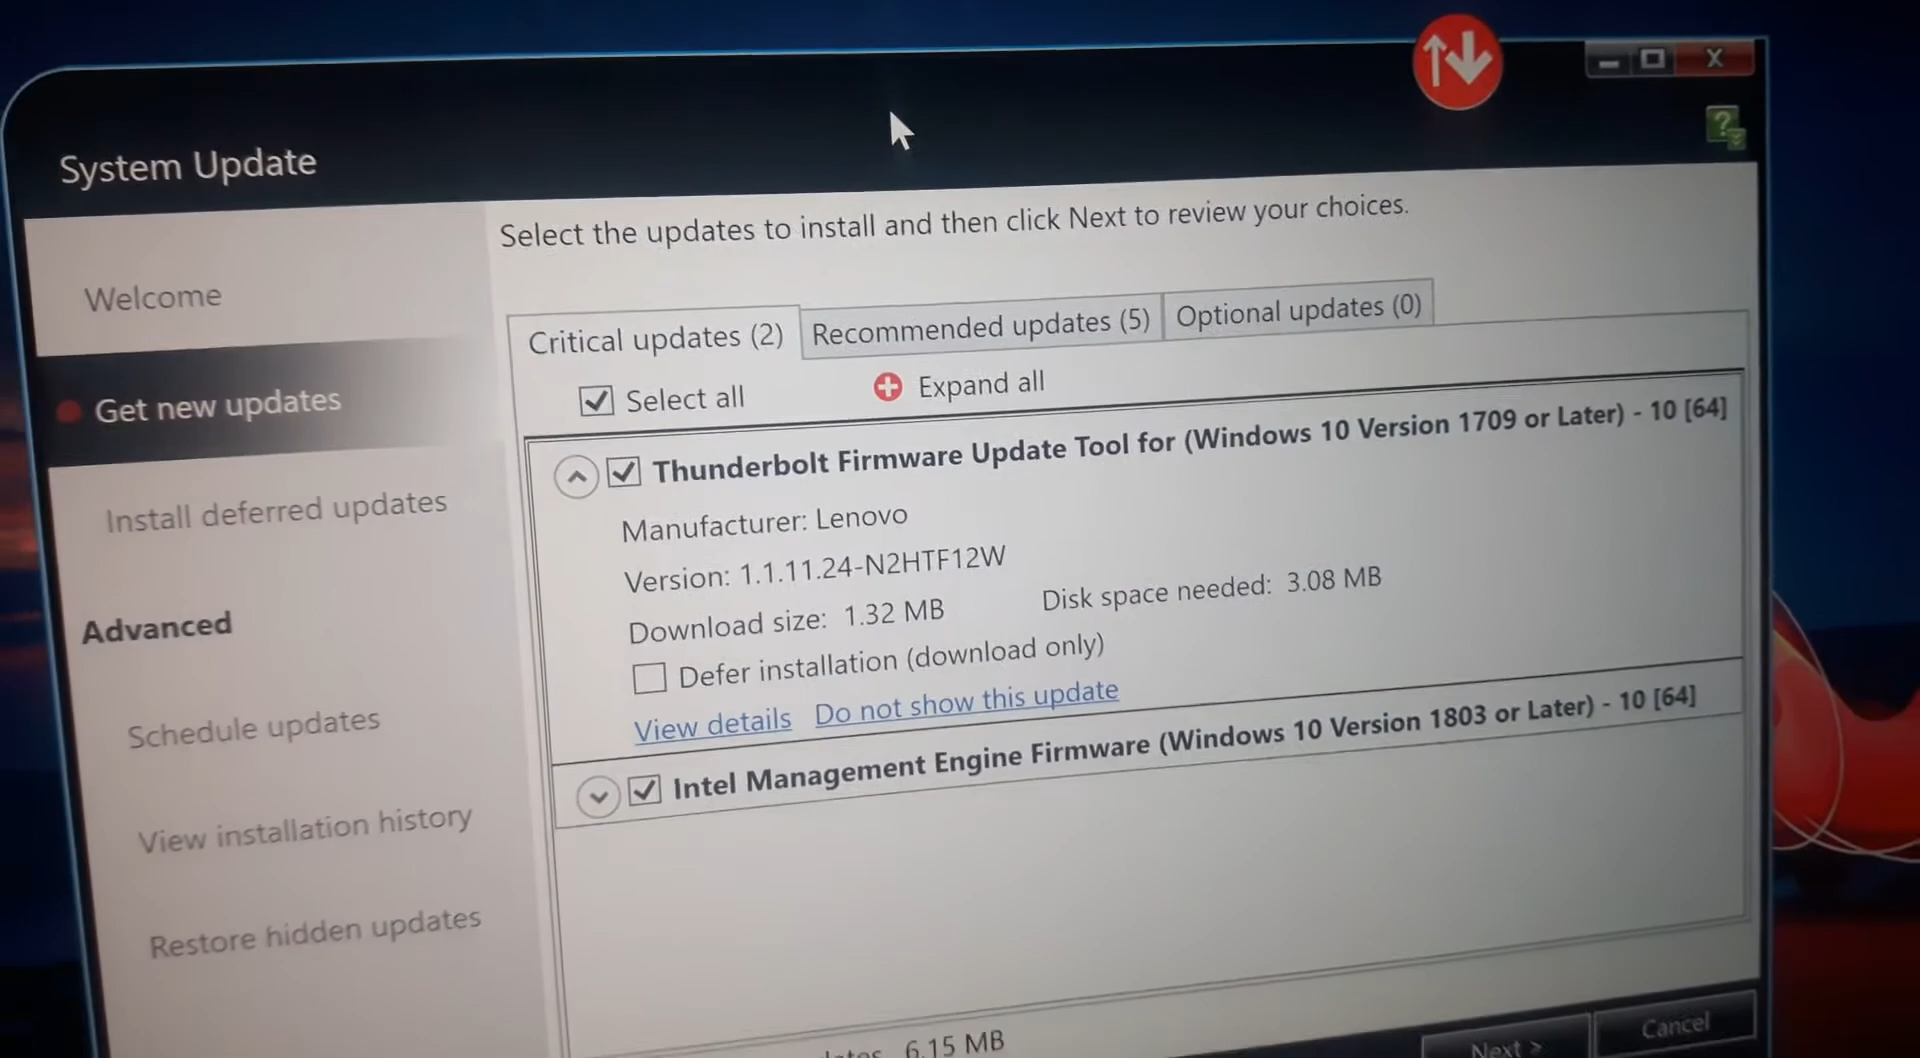 System Update
Select the updates to install and then click Next to review your choices.
Welcome
Get new updates
Install deferred updates
Advanced
Schedule updates
View installation history
Restore hidden updates
Critical updates (2)
Recommended updates (5)
Optional updates (0)
Select all
Expand all
Thunderbolt Firmware Update Tool for (Windows 10 Version 1709 or Later) - 10 [64]
Manufacturer: Lenovo
Version: 1.1.11.24-N2HTF12W
Download size: 1.32 MB
Disk space needed: 3.08 MB
Defer installation (download only)
View details
Do not show this update
Intel Management Engine Firmware (Windows 10 Version 1803 or Later) - 10 [64]
6.15 MB
Next >
Cancel